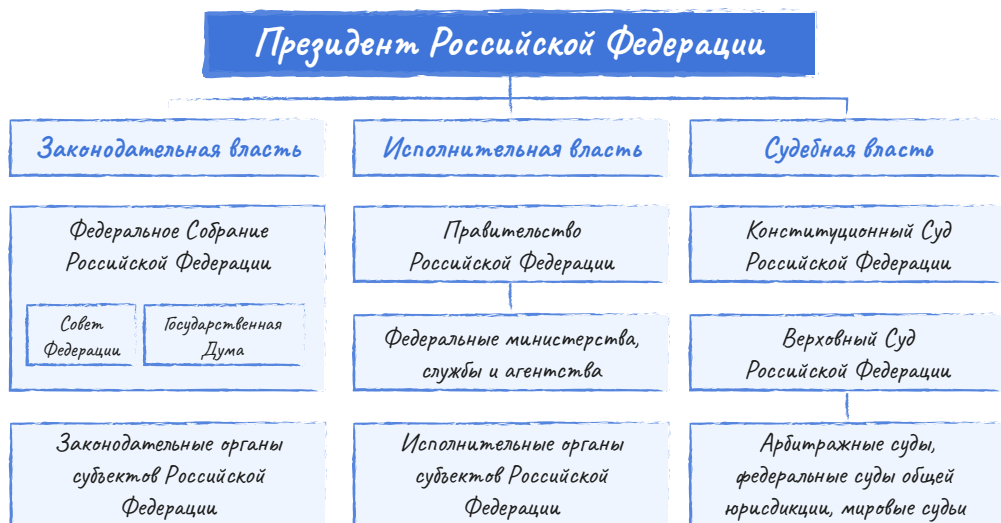 Президент Российской Федерации
Законодательная власть
Исполнительная власть
Судебная власть
Федеральное Собрание
Российской Федерации
Совет
Федерации
Государственная
Дума
Законодательные органы
субъектов Российской
Федерации
Правительство
Российской Федерации
Федеральные министерства,
службы и агентства
Исполнительные органы
субъектов Российской
Федерации
Конституционный Суд
Российской Федерации
Верховный Суд
Российской Федерации
Арбитражные суды,
федеральные суды общей
юрисдикции, мировые судьи